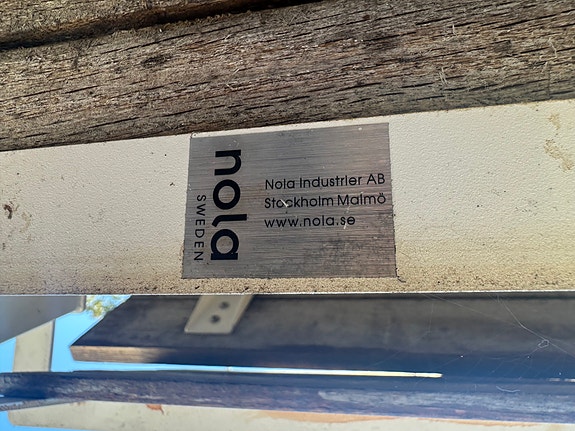 nola
SWEDEN
Nola Industrier AB
Stockholm Malmö
www.nola.se